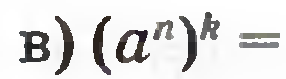 в) (aⁿ)ᵏ =